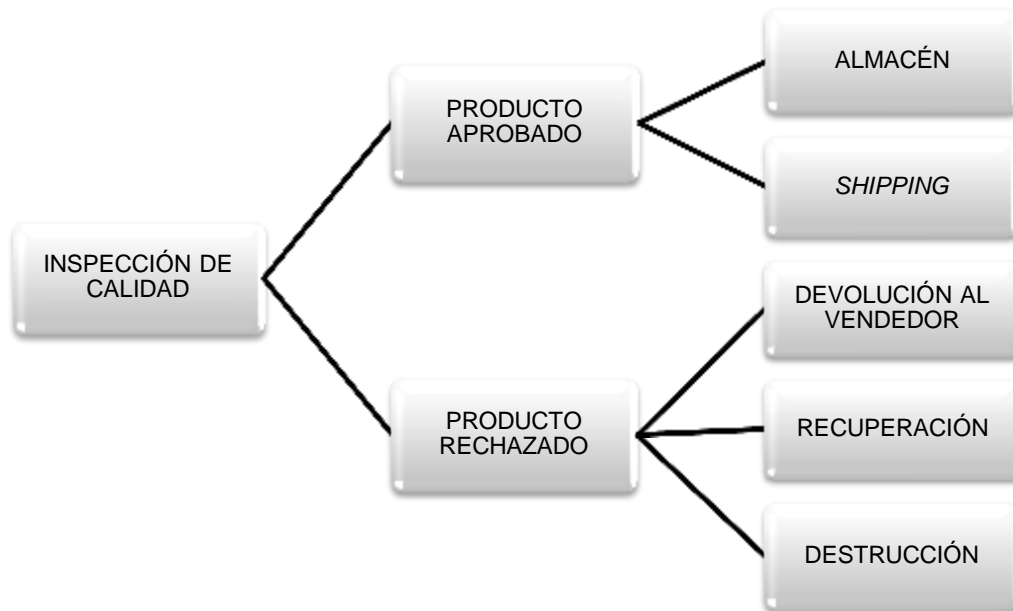 INSPECCIÓN DE
CALIDAD
PRODUCTO
APROBADO
ALMACÉN
SHIPPING
PRODUCTO
RECHAZADO
DEVOLUCIÓN AL
VENDEDOR
RECUPERACIÓN
DESTRUCCIÓN